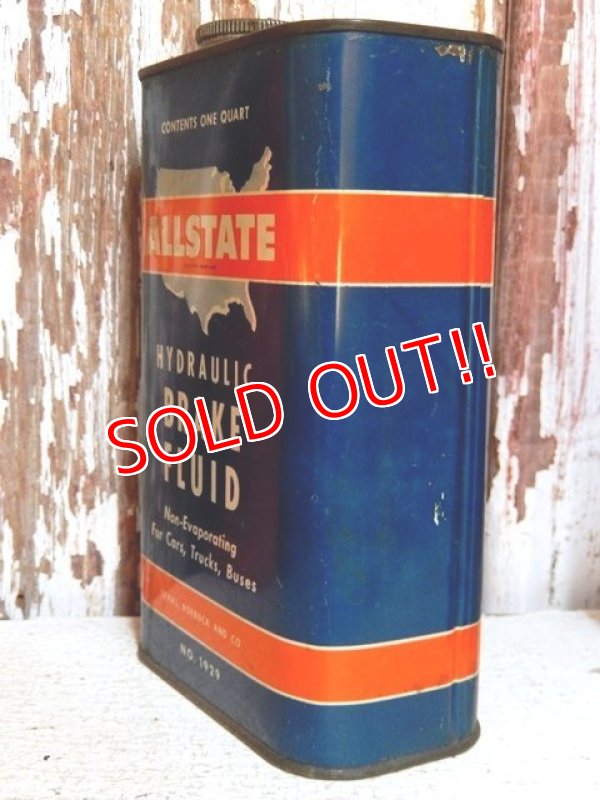 CONTENTS ONE QUART
ALLSTATE
HYDRAULIC
SOLD OUT!!
BRAKE
FLUID
Non-Evaporating
For Cars, Trucks, Buses
SEARS, ROEBUCK AND CO
NO. 1929